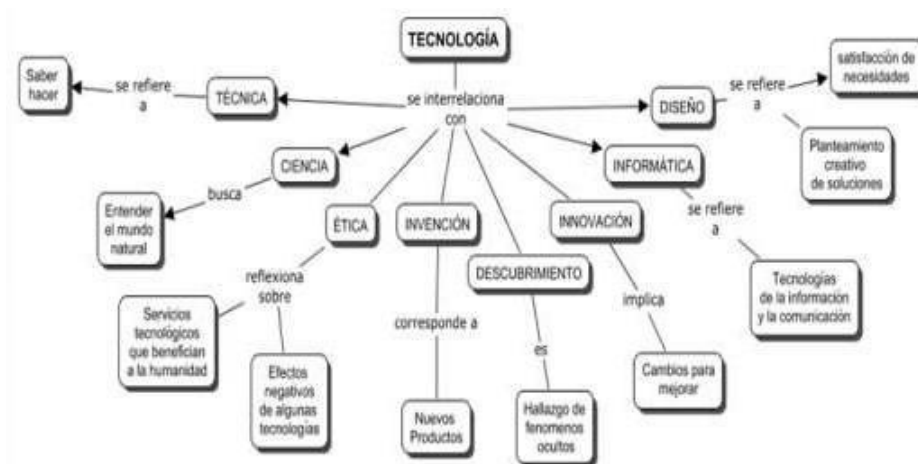 TECNOLOGÍA
se interrelaciona
con
TÉCNICA
se refiere
a
Saber
hacer
CIENCIA
busca
Entender
el mundo
natural
ÉTICA
reflexiona
sobre
Servicios
tecnológicos
que benefician
a la humanidad
Efectos
negativos
de algunas
tecnologías
INVENCIÓN
corresponde a
Nuevos
Productos
DESCUBRIMIENTO
es
Hallazgo de
fenomenos
ocultos
INNOVACIÓN
implica
Cambios para
mejorar
INFORMÁTICA
se refiere
a
Tecnologías
de la información
y la comunicación
DISEÑO
se refiere
a
satisfacción de
necesidades
Planteamiento
creativo
de soluciones